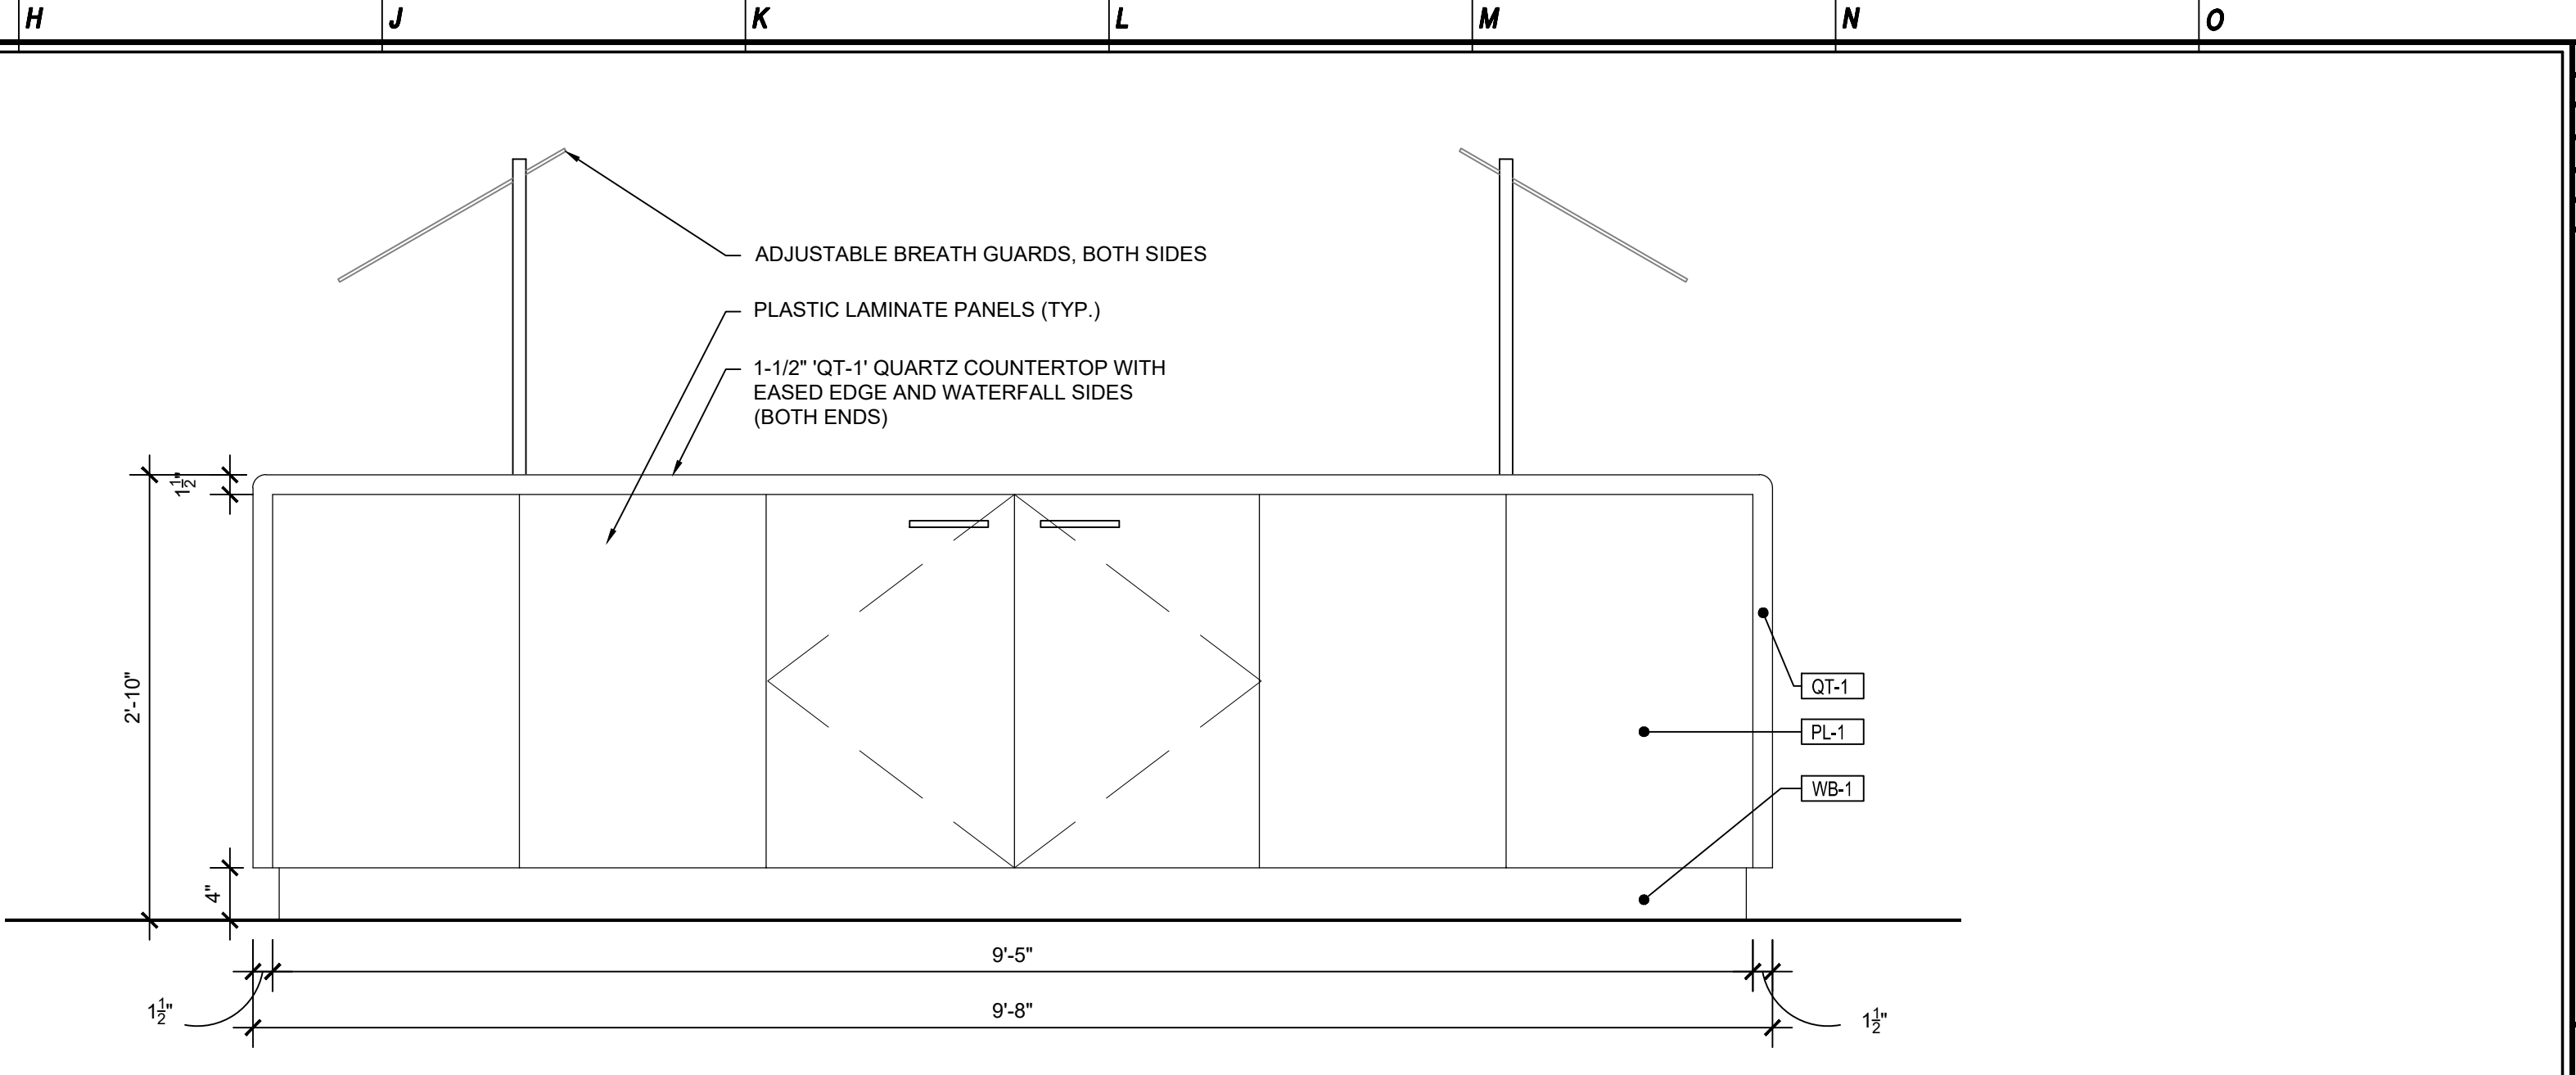 H J K L M N O
ADJUSTABLE BREATH GUARDS, BOTH SIDES
PLASTIC LAMINATE PANELS (TYP.)
1-1/2" 'QT-1' QUARTZ COUNTERTOP WITH
EASED EDGE AND WATERFALL SIDES
(BOTH ENDS)
1½"
2'-10"
QT-1
PL-1
WB-1
4"
9'-5"
1½"
9'-8"
1½"